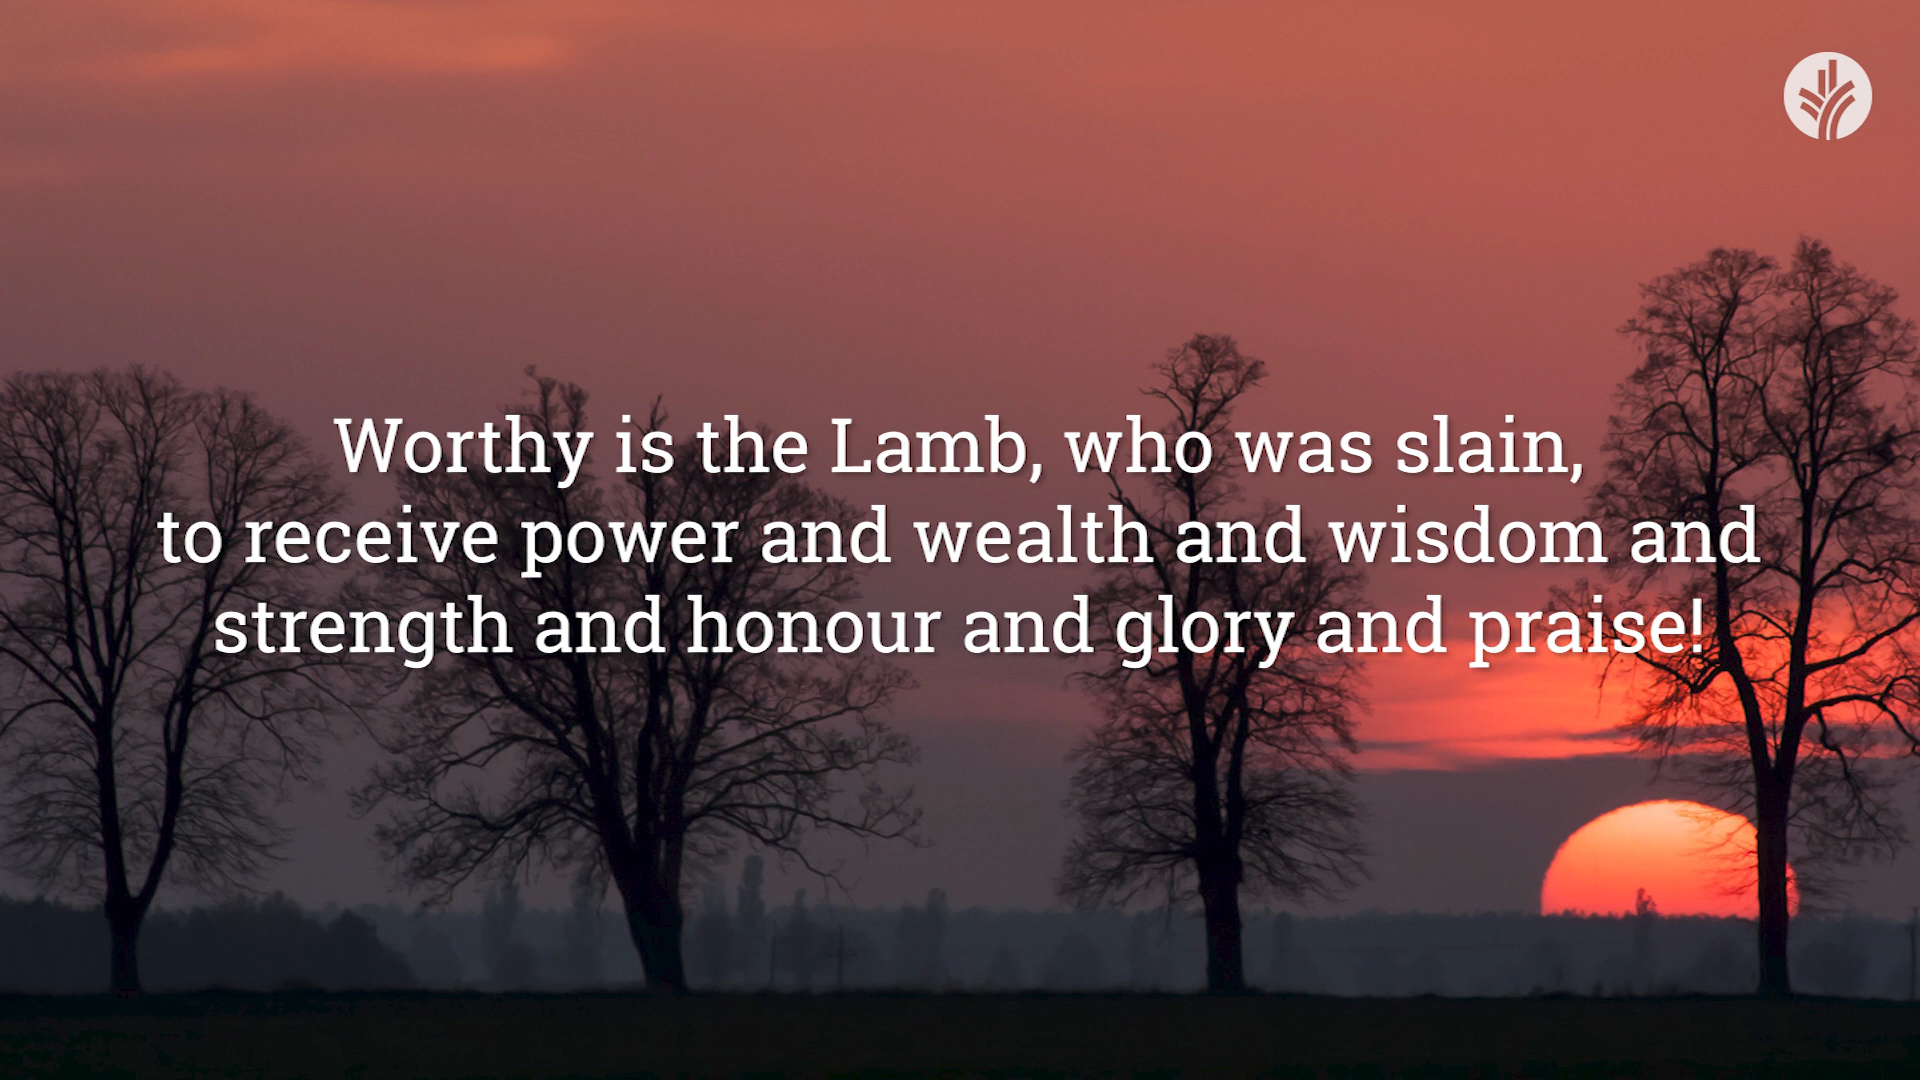 Worthy is the Lamb, who was slain,
to receive power and wealth and wisdom and
strength and honour and glory and praise!